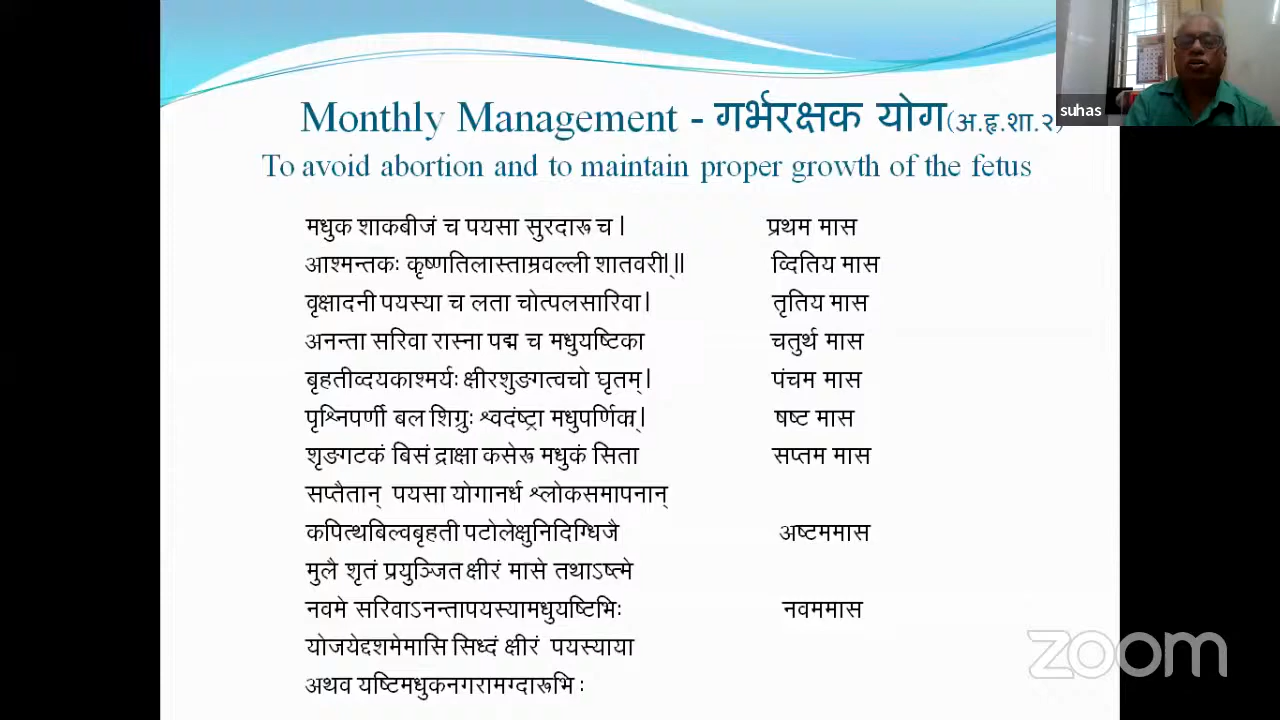 suhas
Monthly Management - गर्भरक्षक योग(अ.हृ.शा.२)
To avoid abortion and to maintain proper growth of the fetus
मधुक शाकबीजं च पयसा सुरदारू च । प्रथम मास
आश्मन्तकः कृष्णतिलास्ताम्रवल्ली शातवरी।॥ व्दितिय मास
वृक्षादनी पयस्या च लता चोत्पलसारिवा। तृतिय मास
अनन्ता सरिवा रास्ना पद्म च मधुयष्टिका चतुर्थ मास
बृहतीव्दयकाश्मर्यः क्षीरशुङगत्वचो घृतम्। पंचम मास
पृश्निपर्णी बल शिग्रुः श्वदंष्ट्रा मधुपर्णिका। षष्ट मास
शृङगटकं बिसं द्राक्षा कसेरू मधुकं सिता सप्तम मास
सप्तैतान् पयसा योगानर्ध श्लोकसमापनान्
कपित्थबिल्वबृहती पटोलेक्षुनिदिग्धिजै अष्टममास
मुलै शृतं प्रयुञ्जित क्षीरं मासे तथाऽष्त्मे
नवमे सरिवाऽनन्तापयस्यामधुयष्टिभिः नवममास
योजयेद्दशमेमासि सिध्दं क्षीरं पयस्याया
अथव यष्टिमधुकनगरामग्दारूभि :
zoom